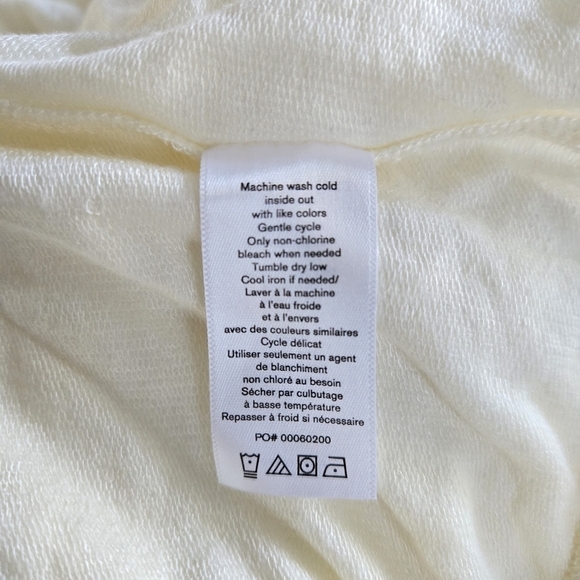 Machine wash cold
inside out
with like colors
Gentle cycle
Only non-chlorine
bleach when needed
Tumble dry low
Cool iron if needed/
Laver à la machine
à l'eau froide
et à l'envers
avec des couleurs similaires
Cycle délicat
Utiliser seulement un agent
de blanchiment
non chloré au besoin
Sécher par culbutage
à basse température
Repasser à froid si nécessaire
PO# 00060200